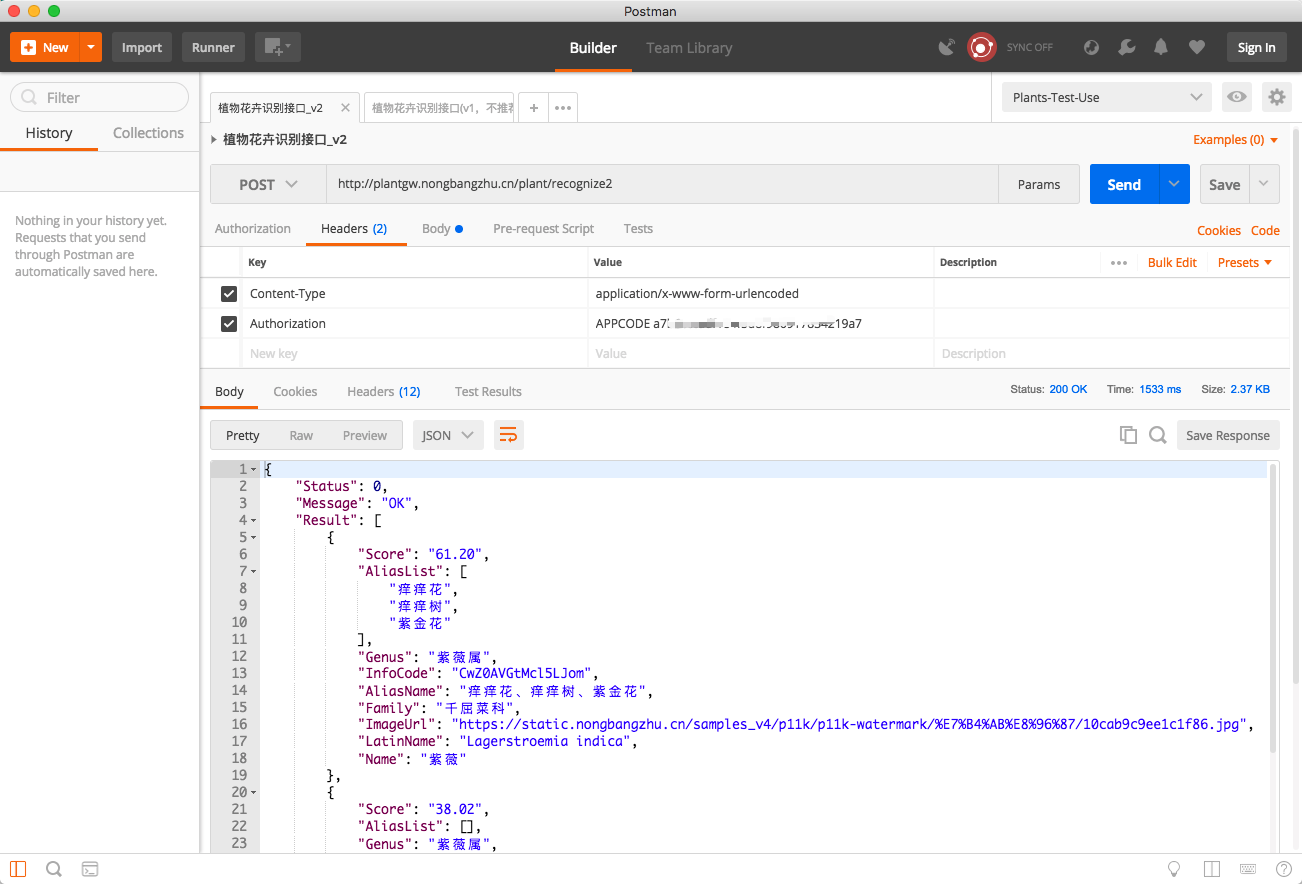 Postman
New
Import
Runner
Builder
Team Library
SYNC OFF
Sign In
Filter
History
Collections
Nothing in your history yet.
Requests that you send
through Postman are
automatically saved here.
植物花卉识别接口_v2
植物花卉识别接口(v1，不推荐
Plants-Test-Use
植物花卉识别接口_v2
Examples (0)
POST
http://plantgw.nongbangzhu.cn/plant/recognize2
Params
Send
Save
Authorization
Headers (2)
Body
Pre-request Script
Tests
Cookies
Code
Key
Value
Description
Bulk Edit
Presets
Content-Type
application/x-www-form-urlencoded
Authorization
APPCODE
New key
Value
Description
Body
Cookies
Headers (12)
Test Results
Status: 200 OK
Time: 1533 ms
Size: 2.37 KB
Pretty
Raw
Preview
JSON
Save Response
1 {
2 "Status": 0,
3 "Message": "OK",
4 "Result": [
5 {
6 "Score": "61.20",
7 "AliasList": [
8 "痒痒花",
9 "痒痒树",
10 "紫金花"
11 ],
12 "Genus": "紫薇属",
13 "InfoCode": "CwZ0AVGtMcl5LJom",
14 "AliasName": "痒痒花、痒痒树、紫金花",
15 "Family": "千屈菜科",
16 "ImageUrl": "https://static.nongbangzhu.cn/samples_v4/p11k/p11k-watermark/%E7%B4%AB%E8%96%87/10cab9c9ee1c1f86.jpg",
17 "LatinName": "Lagerstroemia indica",
18 "Name": "紫薇"
19 },
20 {
21 "Score": "38.02",
22 "AliasList": [],
23 "Genus": "紫薇属",